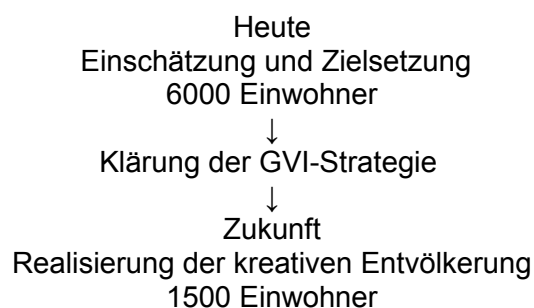 Heute
Einschätzung und Zielsetzung
6000 Einwohner
↓
Klärung der GVI-Strategie
↓
Zukunft
Realisierung der kreativen Entvölkerung
1500 Einwohner